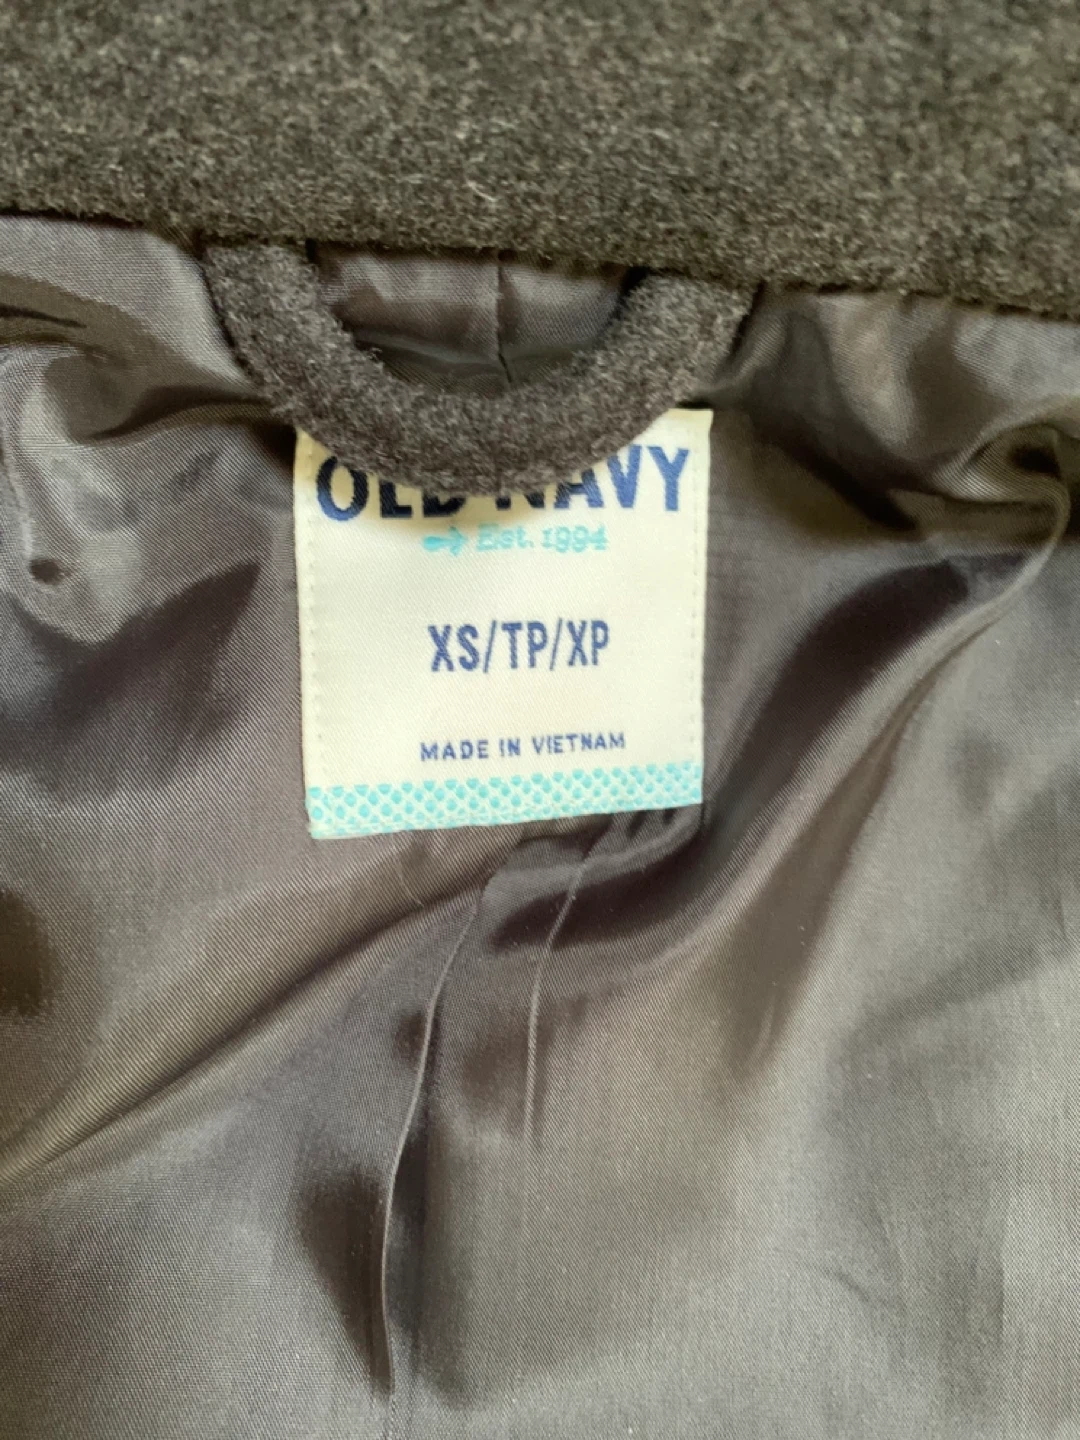 OLD NAVY
Est. 1994
XS/TP/XP
MADE IN VIETNAM